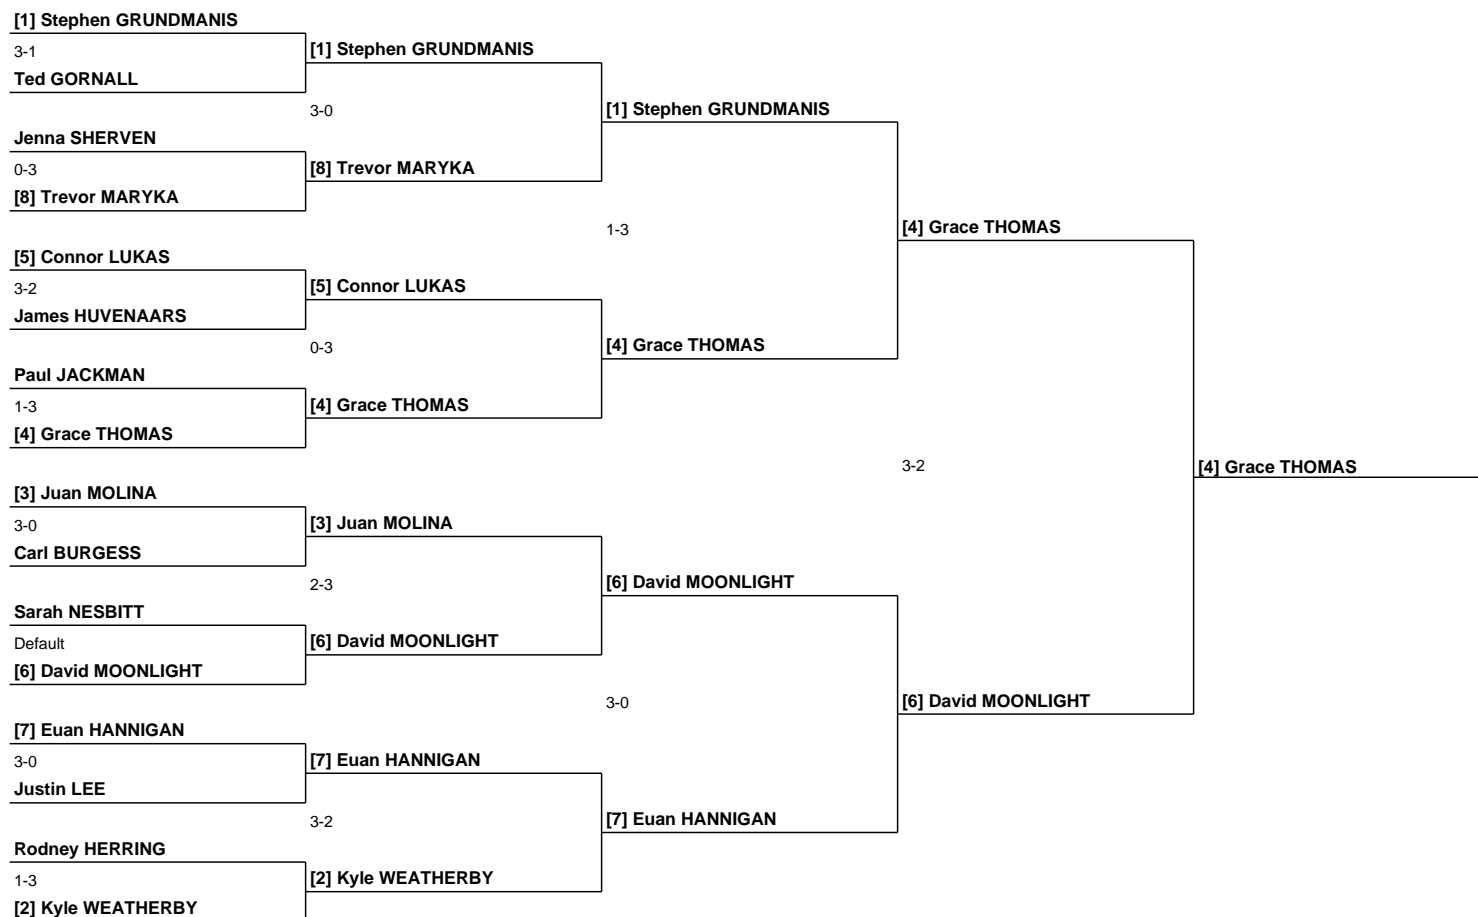 [1] Stephen GRUNDMANIS
3-1
[1] Stephen GRUNDMANIS
Ted GORNALL
3-0
[1] Stephen GRUNDMANIS
Jenna SHERVEN
0-3
[8] Trevor MARYKA
[8] Trevor MARYKA
1-3
[4] Grace THOMAS
[5] Connor LUKAS
3-2
[5] Connor LUKAS
James HUVENAARS
0-3
[4] Grace THOMAS
Paul JACKMAN
1-3
[4] Grace THOMAS
[4] Grace THOMAS
3-2
[4] Grace THOMAS
[3] Juan MOLINA
3-0
[3] Juan MOLINA
Carl BURGESS
2-3
[6] David MOONLIGHT
Sarah NESBITT
Default
[6] David MOONLIGHT
[6] David MOONLIGHT
3-0
[6] David MOONLIGHT
[7] Euan HANNIGAN
3-0
[7] Euan HANNIGAN
Justin LEE
3-2
[7] Euan HANNIGAN
Rodney HERRING
1-3
[2] Kyle WEATHERBY
[2] Kyle WEATHERBY